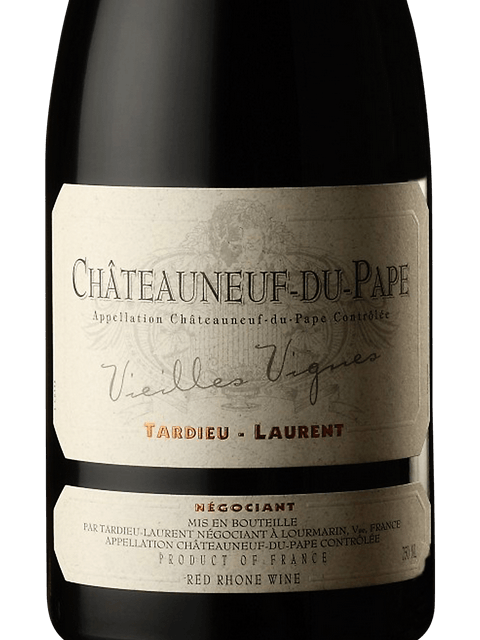 CHÂTEAUNEUF-DU-PAPE
Appellation Châteauneuf-du-Pape Contrôlée
Vieilles Vignes
TARDIEU - LAURENT
NÉGOCIANT
MIS EN BOUTEILLE
PAR TARDIEU-LAURENT NÉGOCIANT À LOURMARIN, Vse, FRANCE
APPELLATION CHÂTEAUNEUF-DU-PAPE CONTRÔLÉE
PRODUCT OF FRANCE
RED RHONE WINE